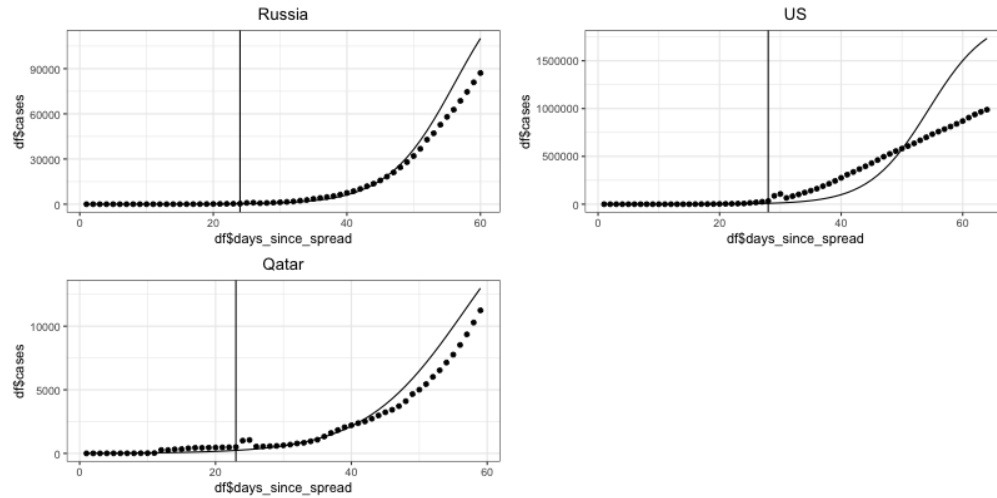 Russia
90000
60000
30000
0
df$cases
0 20 40 60
df$days_since_spread
US
1500000
1000000
500000
0
df$cases
0 20 40 60
df$days_since_spread
Qatar
10000
5000
0
df$cases
0 20 40 60
df$days_since_spread